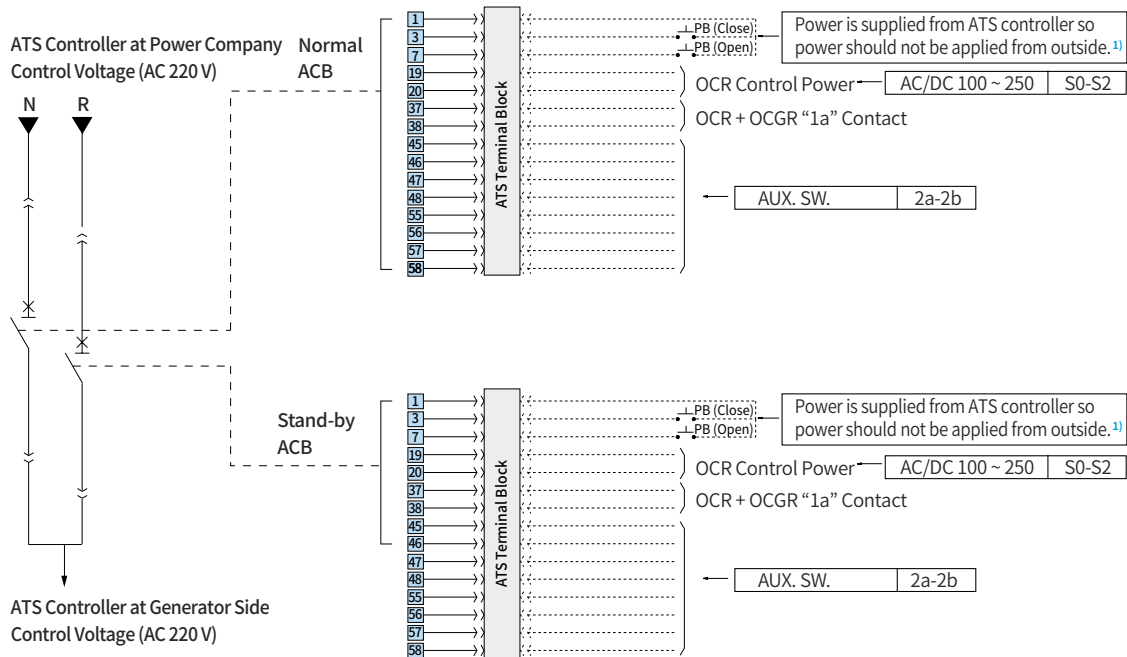 ATS Controller at Power Company
Control Voltage (AC 220 V)
N R
Normal
ACB
1
3
7
19
20
37
38
45
46
47
48
55
56
57
58
ATS Terminal Block
PB (Close)
PB (Open)
Power is supplied from ATS controller so
power should not be applied from outside. 1)
OCR Control Power
AC/DC 100 ~ 250 S0-S2
OCR + OCGR “1a” Contact
AUX. SW. 2a-2b
Stand-by
ACB
1
3
7
19
20
37
38
45
46
47
48
55
56
57
58
ATS Terminal Block
PB (Close)
PB (Open)
Power is supplied from ATS controller so
power should not be applied from outside. 1)
OCR Control Power
AC/DC 100 ~ 250 S0-S2
OCR + OCGR “1a” Contact
AUX. SW. 2a-2b
ATS Controller at Generator Side
Control Voltage (AC 220 V)